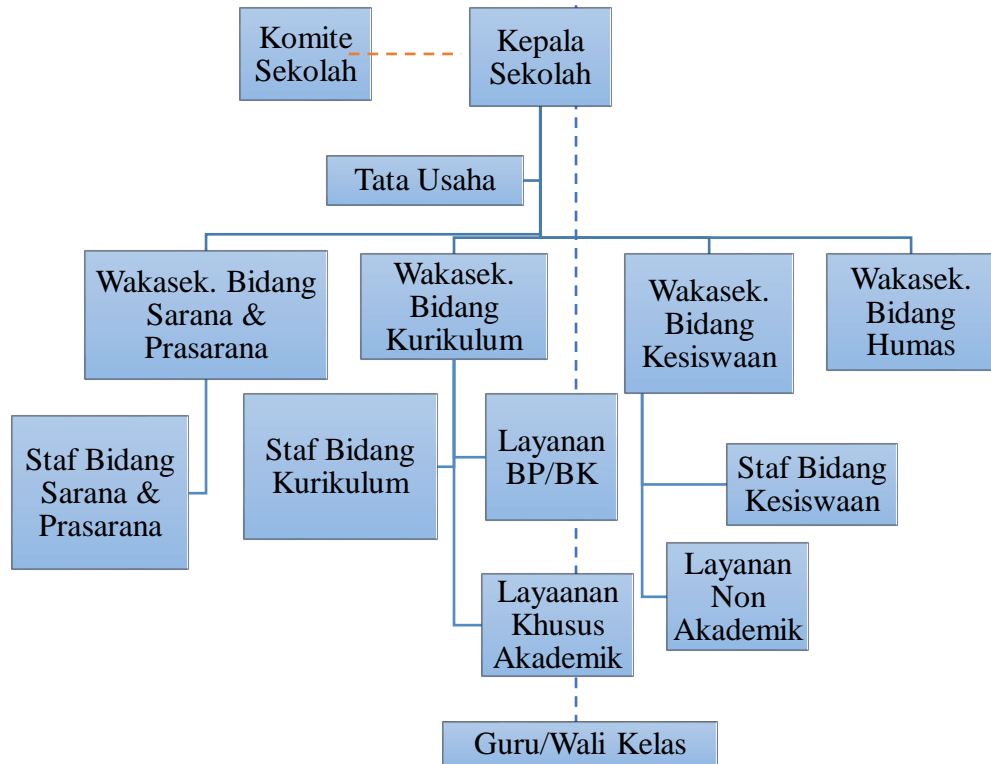 Komite
Sekolah
Kepala
Sekolah
Tata Usaha
Wakasek. Bidang
Sarana &
Prasarana
Wakasek.
Bidang
Kurikulum
Wakasek.
Bidang
Kesiswaan
Wakasek.
Bidang
Humas
Staf Bidang
Sarana &
Prasarana
Staf Bidang
Kurikulum
Layanan
BP/BK
Staf Bidang
Kesiswaan
Layaanan
Khusus
Akademik
Layanan
Non
Akademik
Guru/Wali Kelas